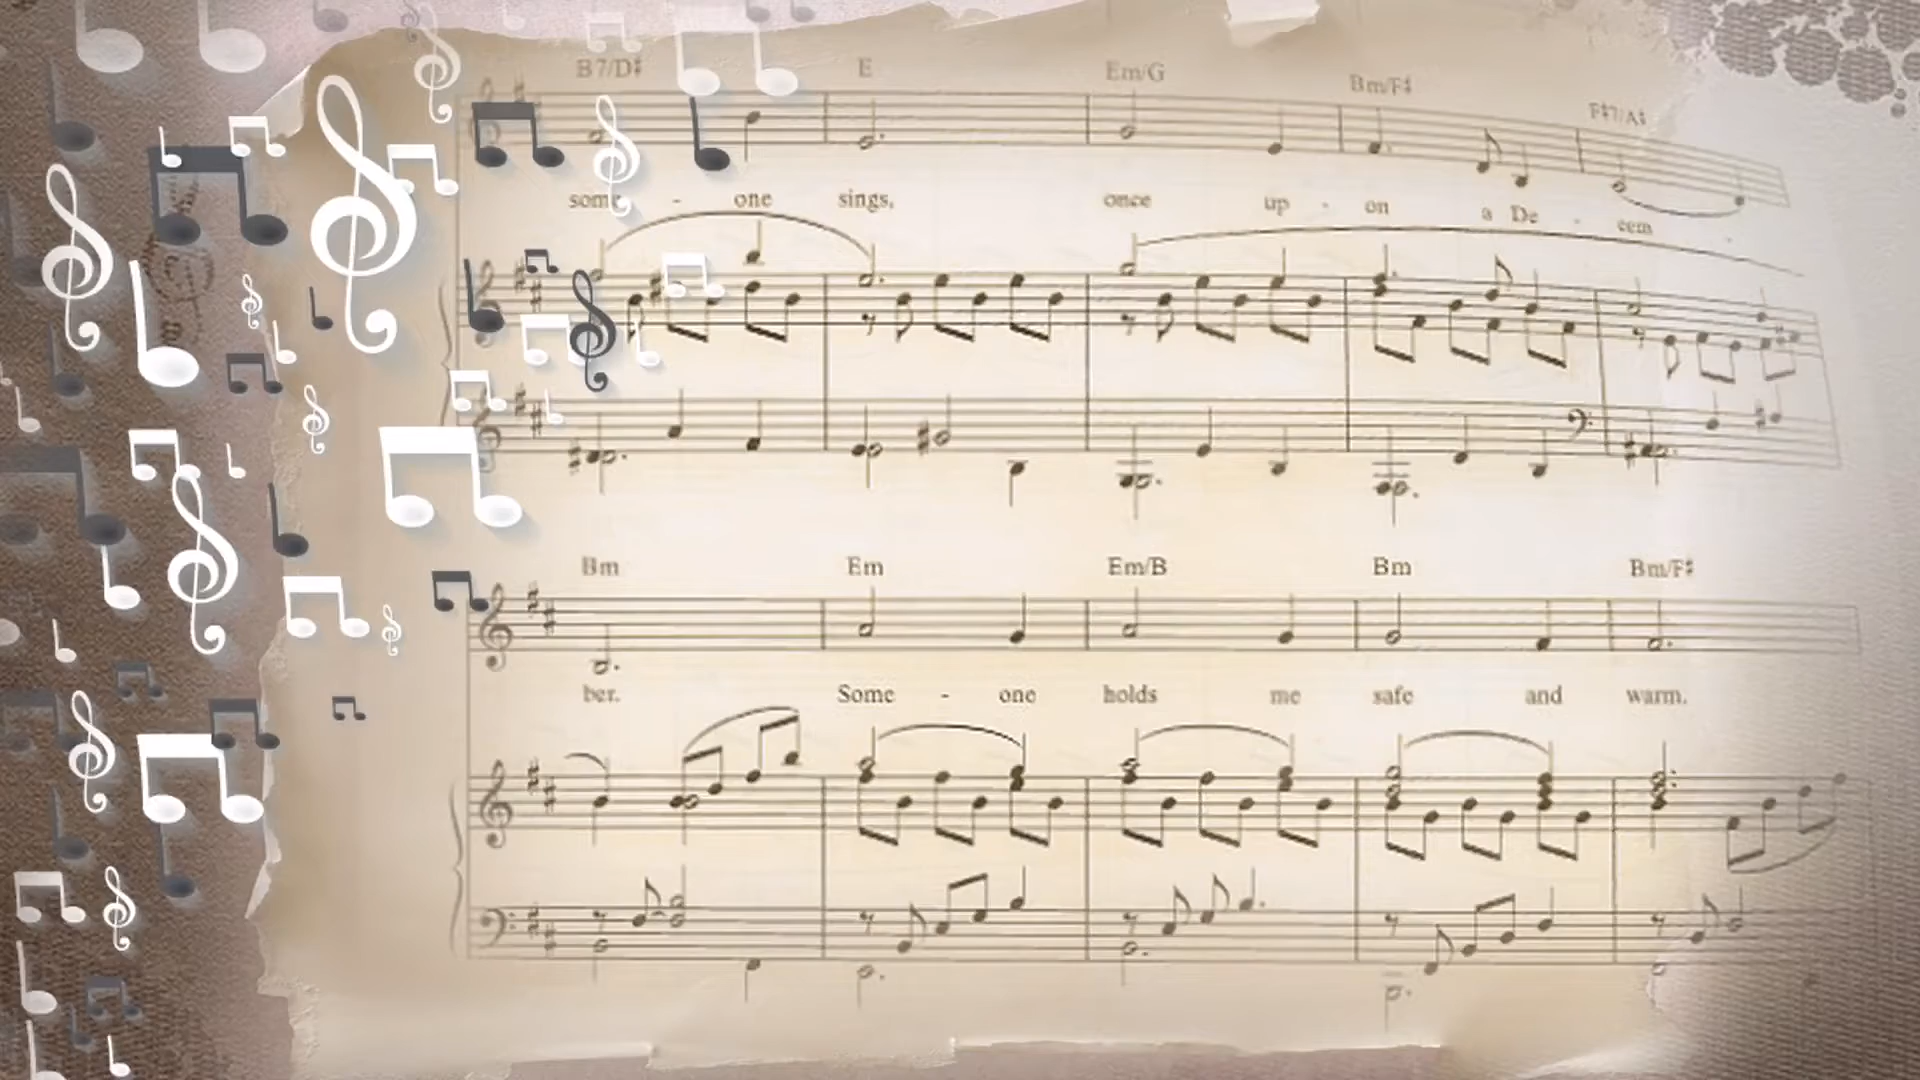 B7/D♯ E Em/G Bm/F♯ F♯7/A♯
some - one sings, once up - on a De - cem -
Bm Em Em/B Bm Bm/F♯
ber. Some - one holds me safe and warm.